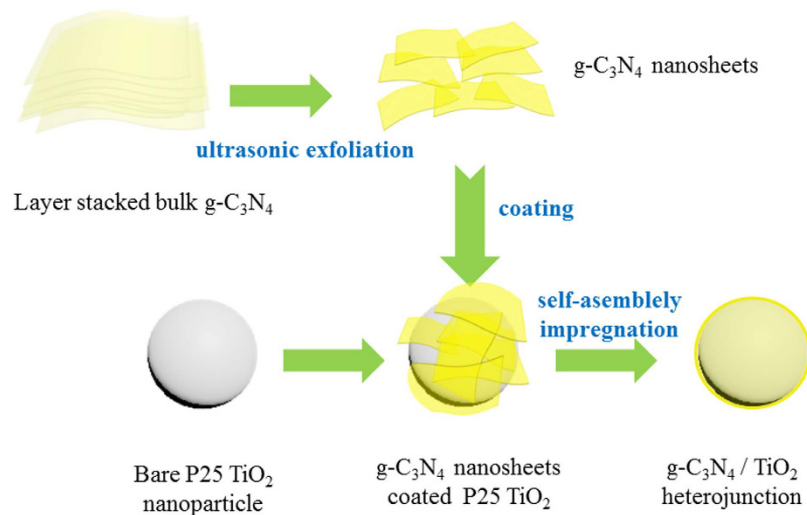 g-C₃N₄ nanosheets
ultrasonic exfoliation
Layer stacked bulk g-C₃N₄
coating
self-asemblely
impregnation
Bare P25 TiO₂
nanoparticle
g-C₃N₄ nanosheets
coated P25 TiO₂
g-C₃N₄ / TiO₂
heterojunction